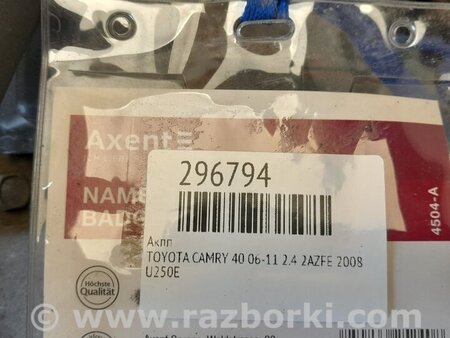 Axent
NAME
BADGE
4504-A
296794
Акпп
TOYOTA CAMRY 40 06-11 2.4 2AZFE 2008
U250E
Höchste
Qualität
www.razborki.com